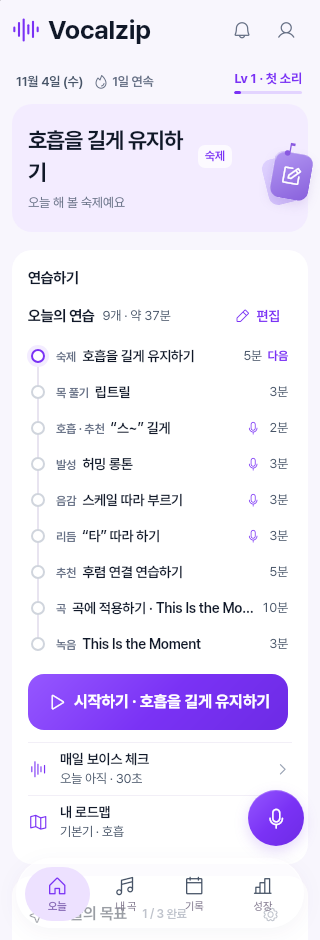 Vocalzip
11월 4일 (수) 1일 연속 Lv 1 · 첫 소리
호흡을 길게 유지하
기
숙제
오늘 해 볼 숙제예요
연습하기
오늘의 연습 9개 · 약 37분 편집
숙제 호흡을 길게 유지하기 5분 다음
목 풀기 립트릴 3분
호흡 · 추천 “스~” 길게 2분
발성 허밍 롱톤 3분
음감 스케일 따라 부르기 3분
리듬 “타” 따라 하기 3분
추천 후렴 연결 연습하기 5분
곡 곡에 적용하기 · This Is the Mo... 10분
녹음 This Is the Moment 3분
시작하기 · 호흡을 길게 유지하기
매일 보이스 체크
오늘 아직 · 30초
내 로드맵
기본기 · 호흡
오늘 내 곡 기록 성장
의 목표 1 / 3 완료